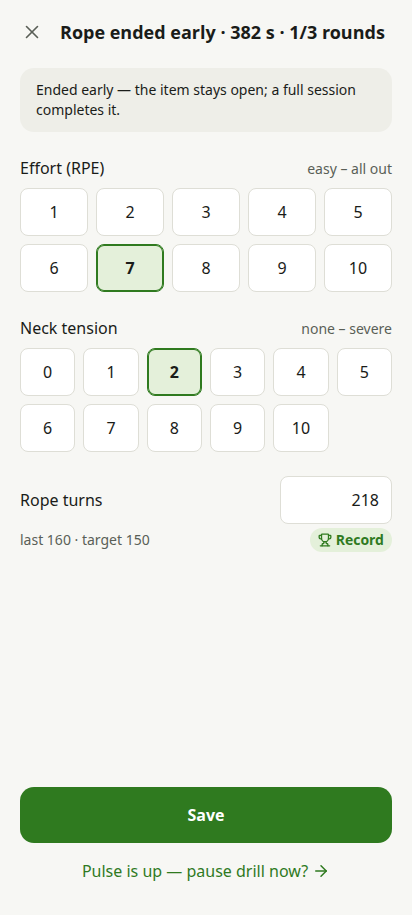 Rope ended early · 382 s · 1/3 rounds
Ended early — the item stays open; a full session
completes it.
Effort (RPE) easy – all out
1 2 3 4 5
6 7 8 9 10
Neck tension none – severe
0 1 2 3 4 5
6 7 8 9 10
Rope turns 218
last 160 · target 150 Record
Save
Pulse is up — pause drill now? →